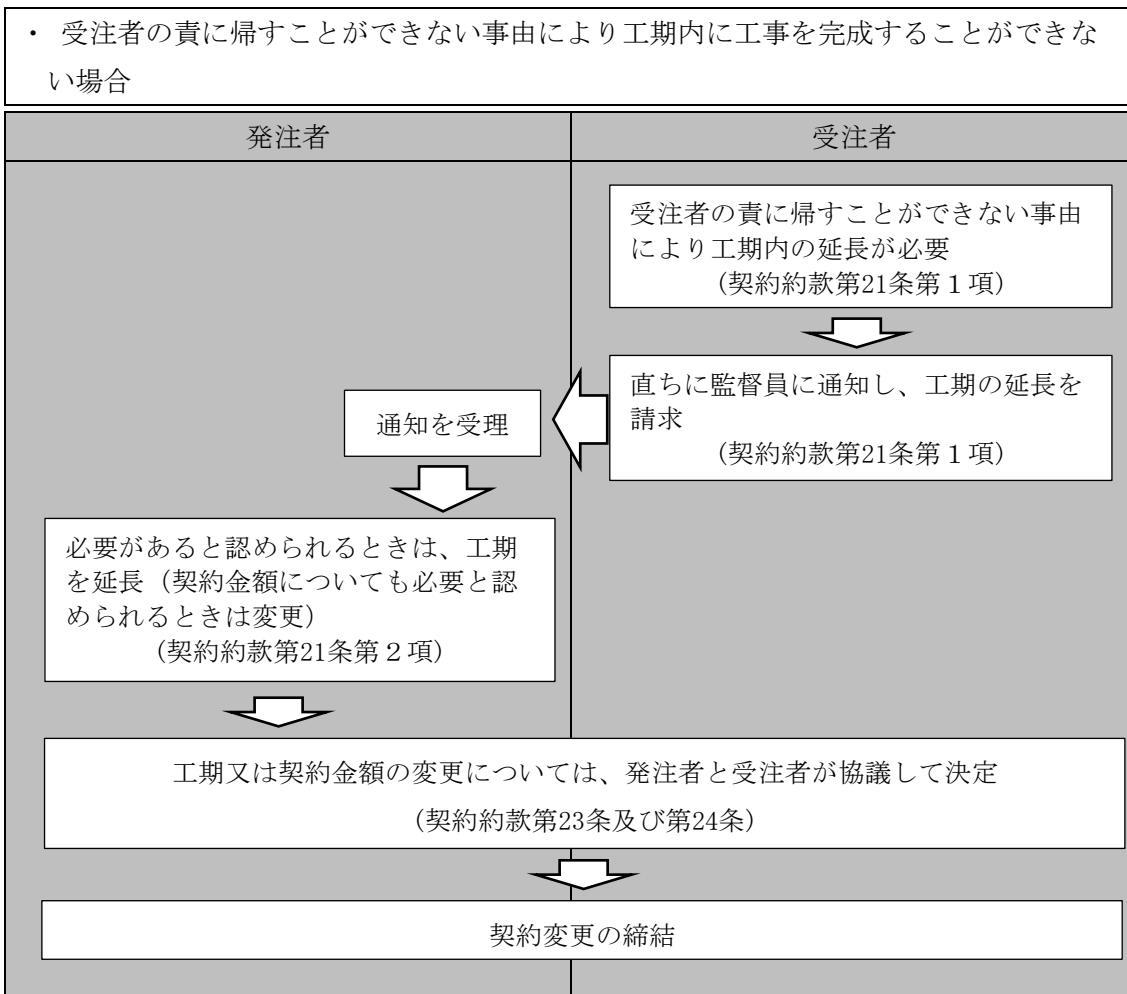 ・ 受注者の責に帰すことができない事由により工期内に工事を完成することができな
い場合
発注者
受注者
受注者の責に帰すことができない事由
により工期内の延長が必要
（契約約款第21条第１項）
直ちに監督員に通知し、工期の延長を
請求
（契約約款第21条第１項）
通知を受理
必要があると認められるときは、工期
を延長（契約金額についても必要と認
められるときは変更）
（契約約款第21条第２項）
工期又は契約金額の変更については、発注者と受注者が協議して決定
（契約約款第23条及び第24条）
契約変更の締結